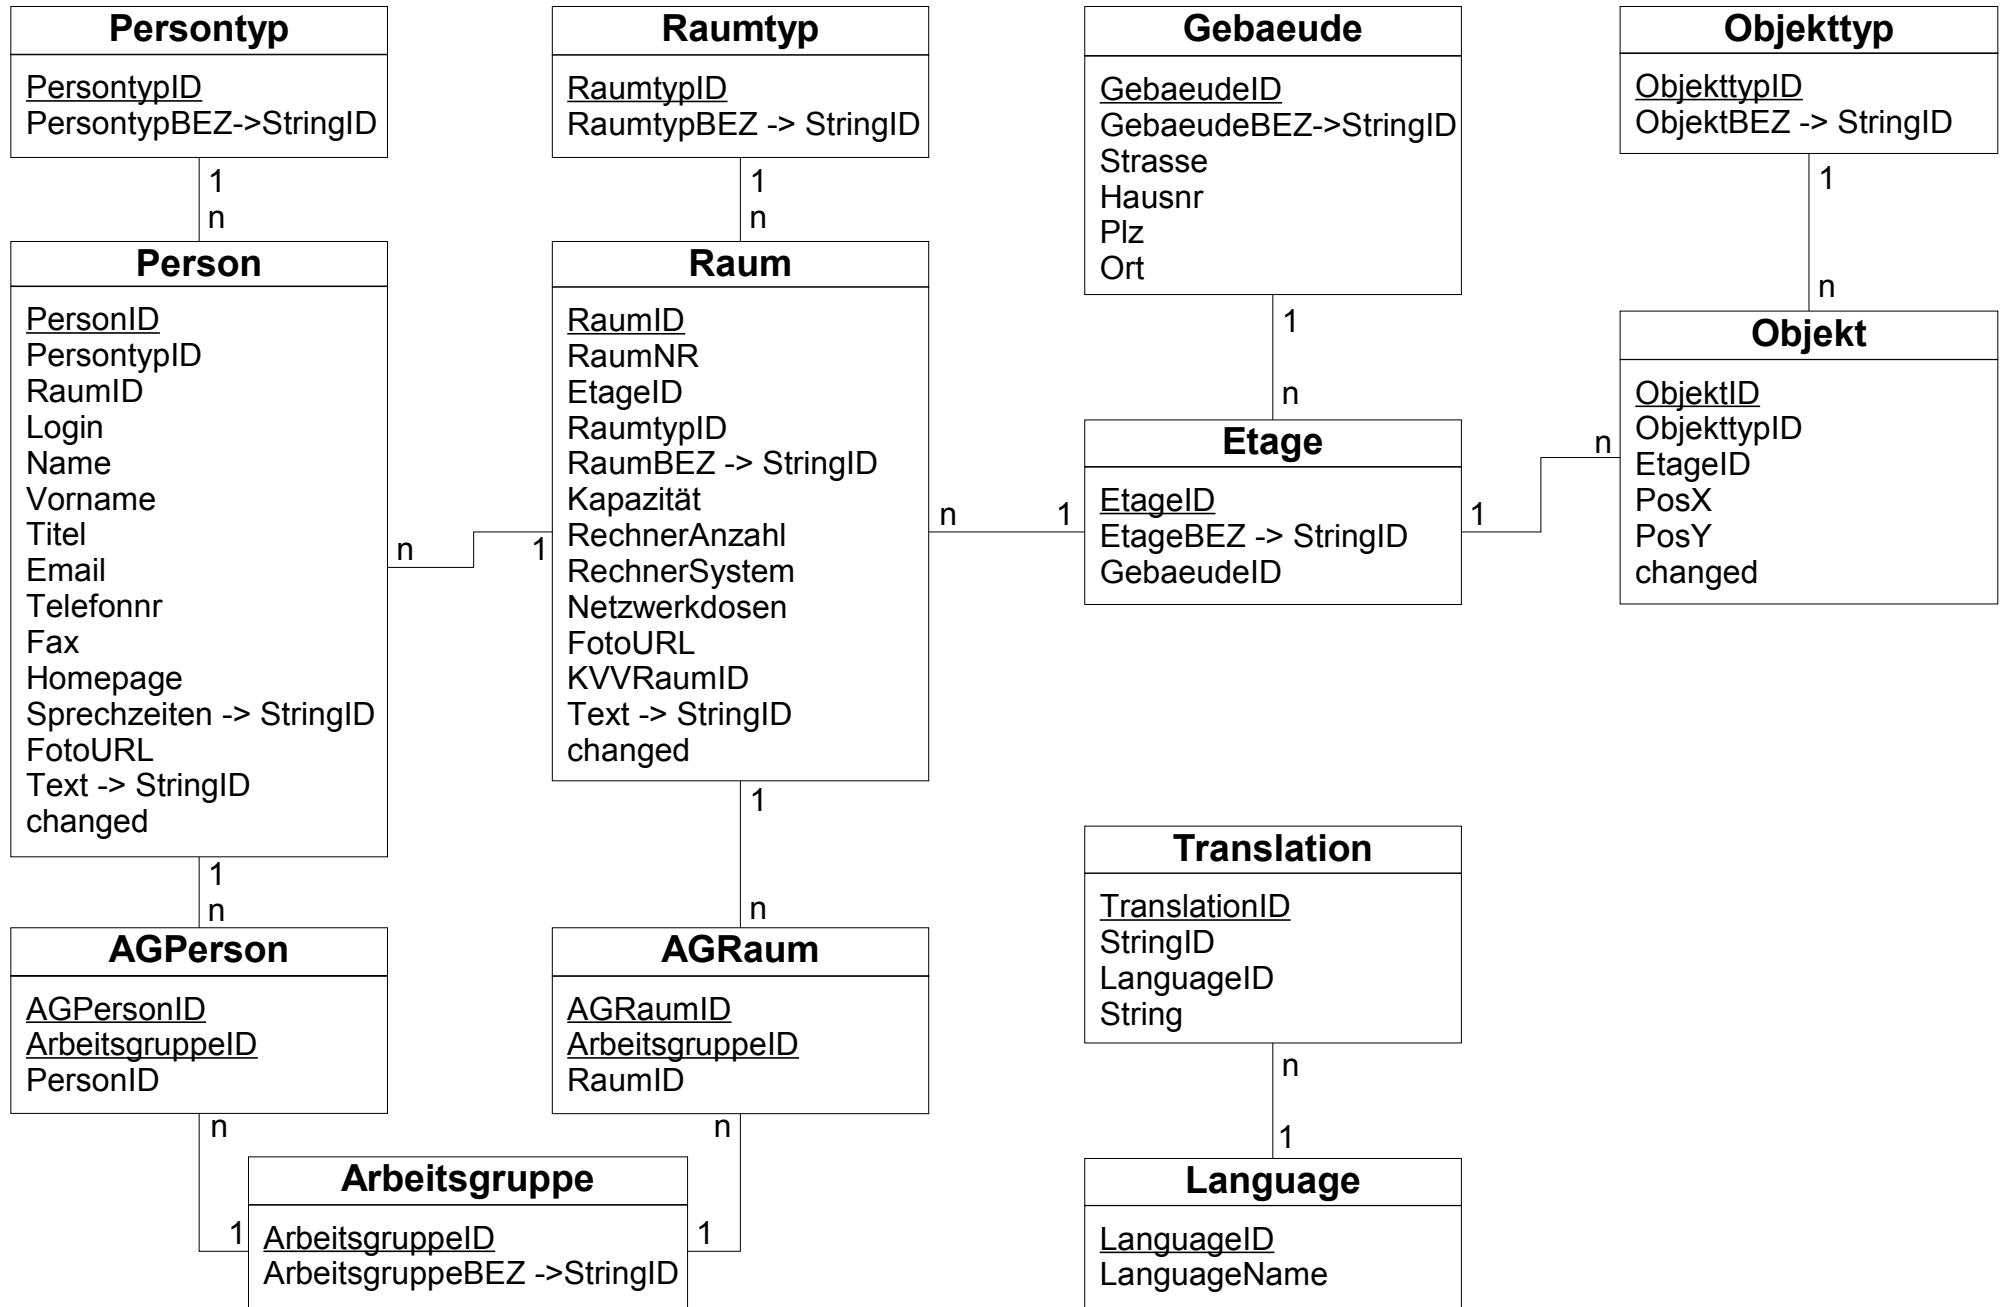 Persontyp
PersontypID
PersontypBEZ->StringID
1
n
Raumtyp
RaumtypID
RaumtypBEZ -> StringID
1
n
Gebaeude
GebaeudeID
GebaeudeBEZ->StringID
Strasse
Hausnr
Plz
Ort
1
n
Objekttyp
ObjekttypID
ObjektBEZ -> StringID
1
n
Person
PersonID
PersontypID
RaumID
Login
Name
Vorname
Titel
Email
Telefonnr
Fax
Homepage
Sprechzeiten -> StringID
FotoURL
Text -> StringID
changed
n
1
1
n
Raum
RaumID
RaumNR
EtageID
RaumtypID
RaumBEZ -> StringID
Kapazität
RechnerAnzahl
RechnerSystem
Netzwerkdosen
FotoURL
KVVRaumID
Text -> StringID
changed
n
1
1
n
Etage
EtageID
EtageBEZ -> StringID
GebaeudeID
1
n
Objekt
ObjektID
ObjekttypID
EtageID
PosX
PosY
changed
AGPerson
AGPersonID
ArbeitsgruppeID
PersonID
n
1
AGRaum
AGRaumID
ArbeitsgruppeID
RaumID
n
1
Arbeitsgruppe
ArbeitsgruppeID
ArbeitsgruppeBEZ ->StringID
Translation
TranslationID
StringID
LanguageID
String
n
1
Language
LanguageID
LanguageName